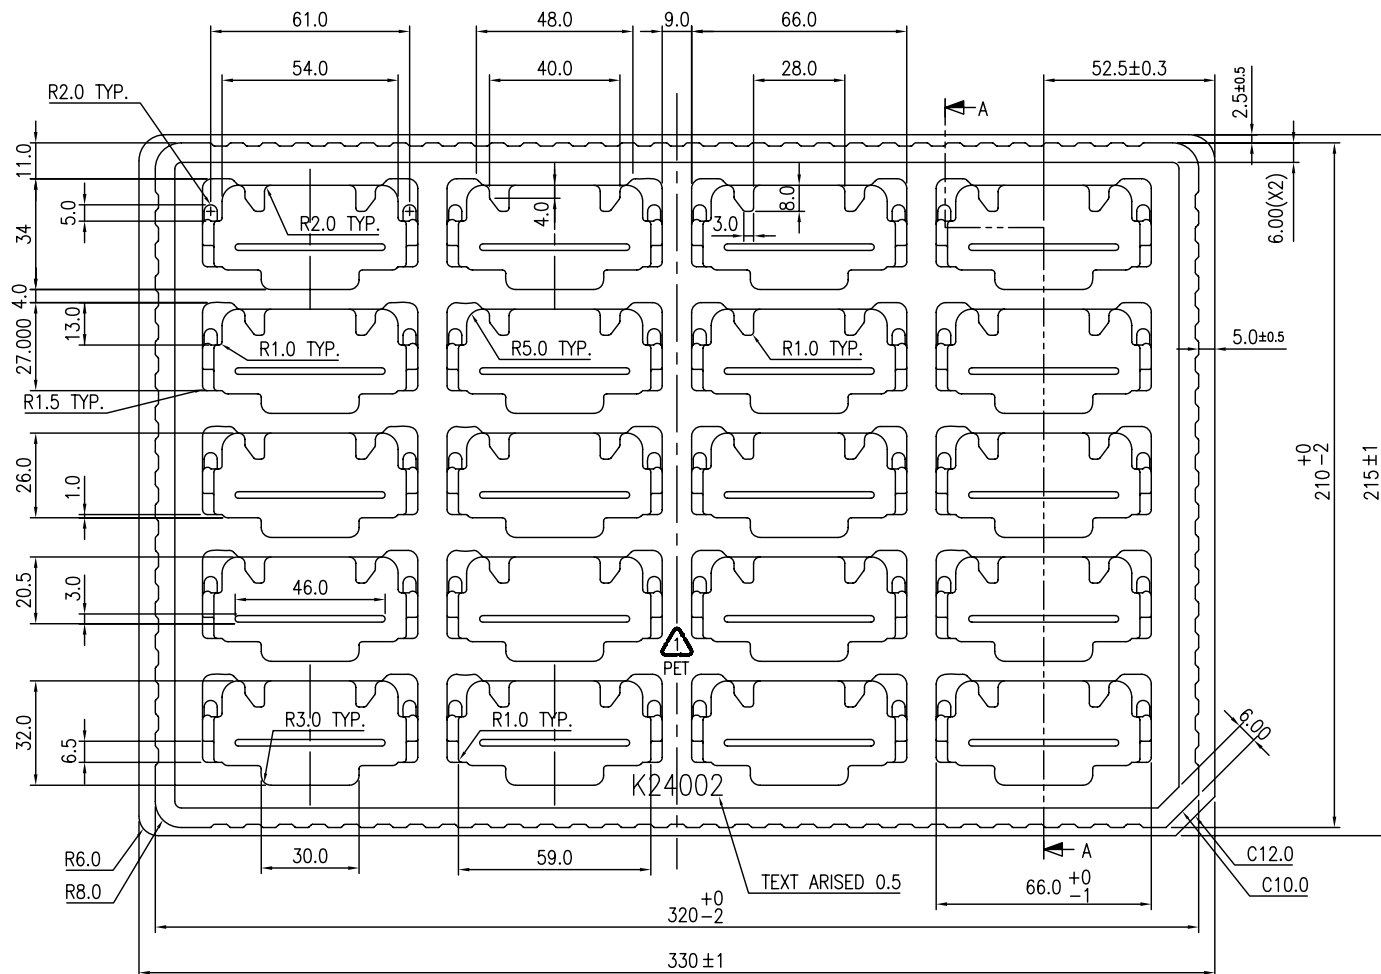 61.0
48.0
9.0
66.0
54.0
40.0
28.0
52.5±0.3
2.5±0.5
R2.0 TYP.
A
11.0
5.0
34
R2.0 TYP.
4.0
8.0
3.0
6.00(X2)
4.0
13.0
27.000
R1.0 TYP.
R5.0 TYP.
R1.0 TYP.
5.0±0.5
R1.5 TYP.
26.0
1.0
210 +0 -2
215±1
20.5
3.0
46.0
1
PET
32.0
6.5
R3.0 TYP.
R1.0 TYP.
6.00
K24002
R6.0
R8.0
30.0
59.0
TEXT ARISED 0.5
A
66.0 +0 -1
C12.0
C10.0
320 +0 -2
330±1